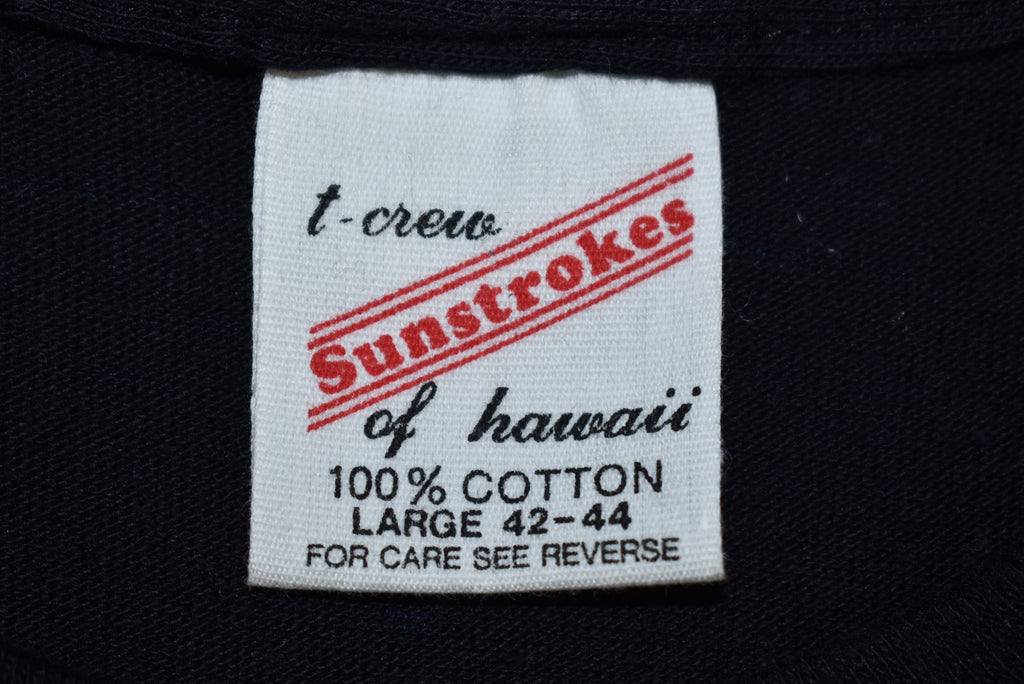 t-crew
Sunstrokes
of hawaii
100% COTTON
LARGE 42-44
FOR CARE SEE REVERSE